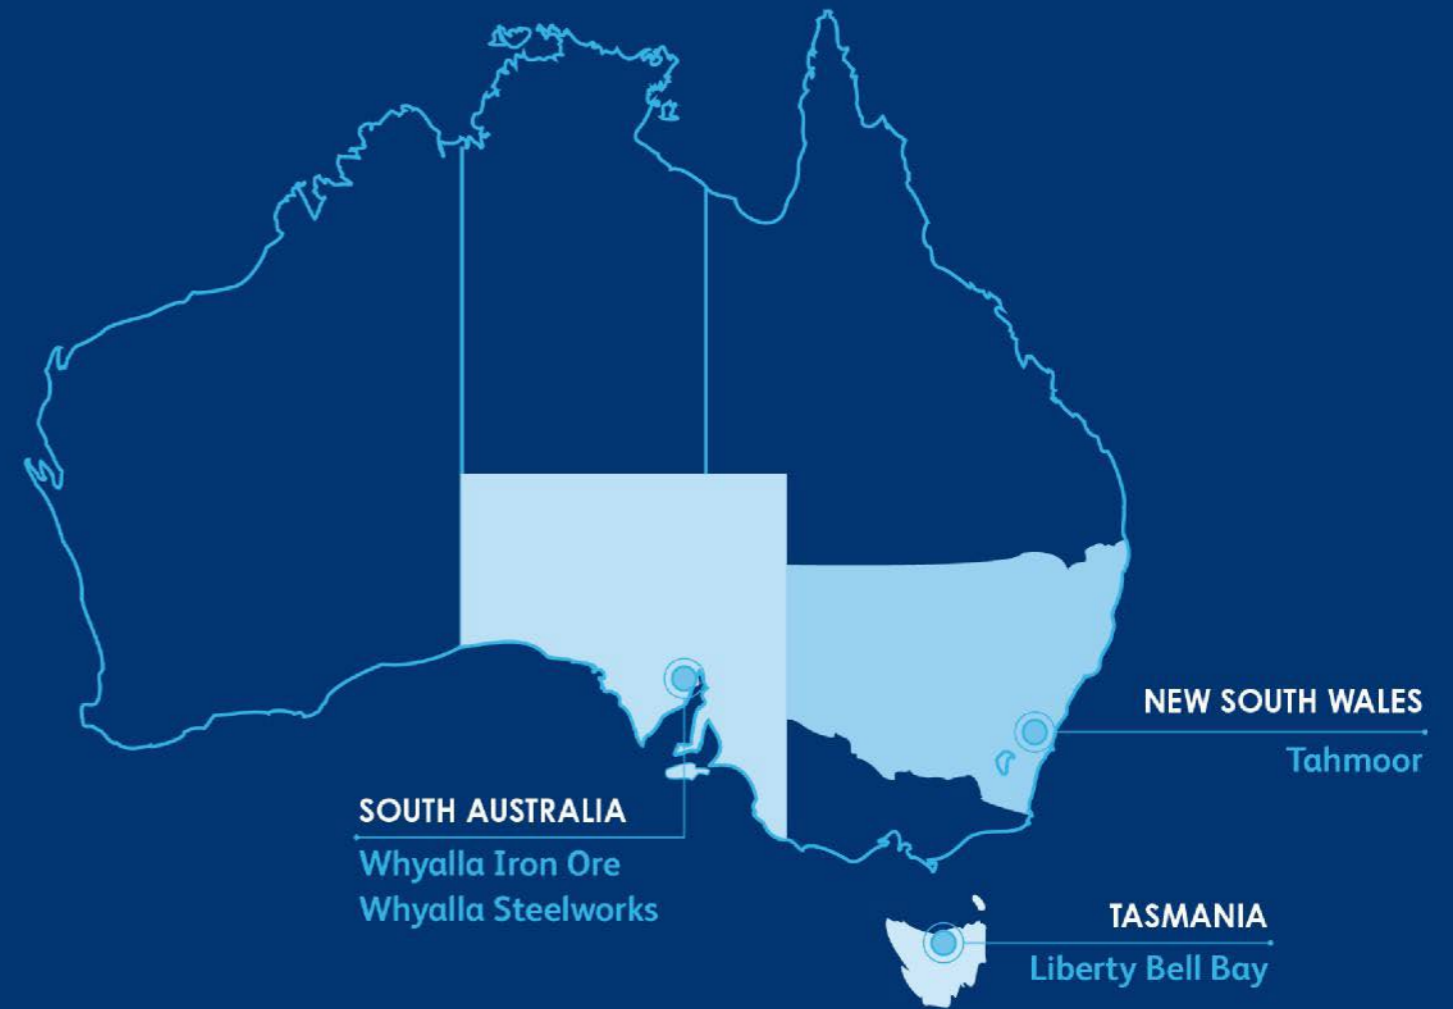 NEW SOUTH WALES
Tahmoor
SOUTH AUSTRALIA
Whyalla Iron Ore
Whyalla Steelworks
TASMANIA
Liberty Bell Bay